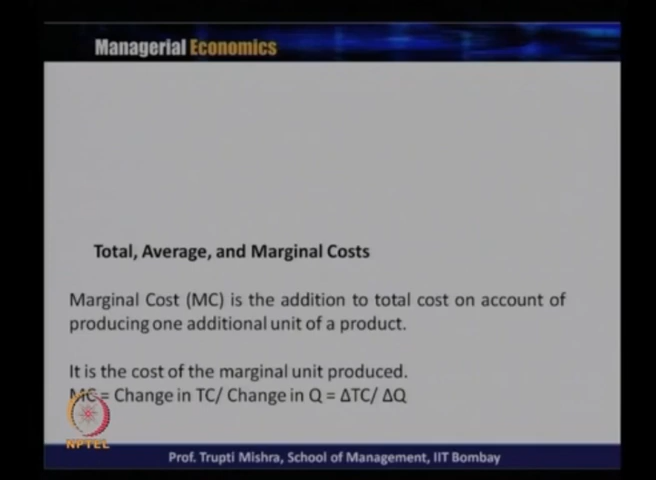 Managerial Economics
Total, Average, and Marginal Costs
Marginal Cost (MC) is the addition to total cost on account of
producing one additional unit of a product.
It is the cost of the marginal unit produced.
MC = Change in TC/ Change in Q = ΔTC/ ΔQ
NPTEL
Prof. Trupti Mishra, School of Management, IIT Bombay